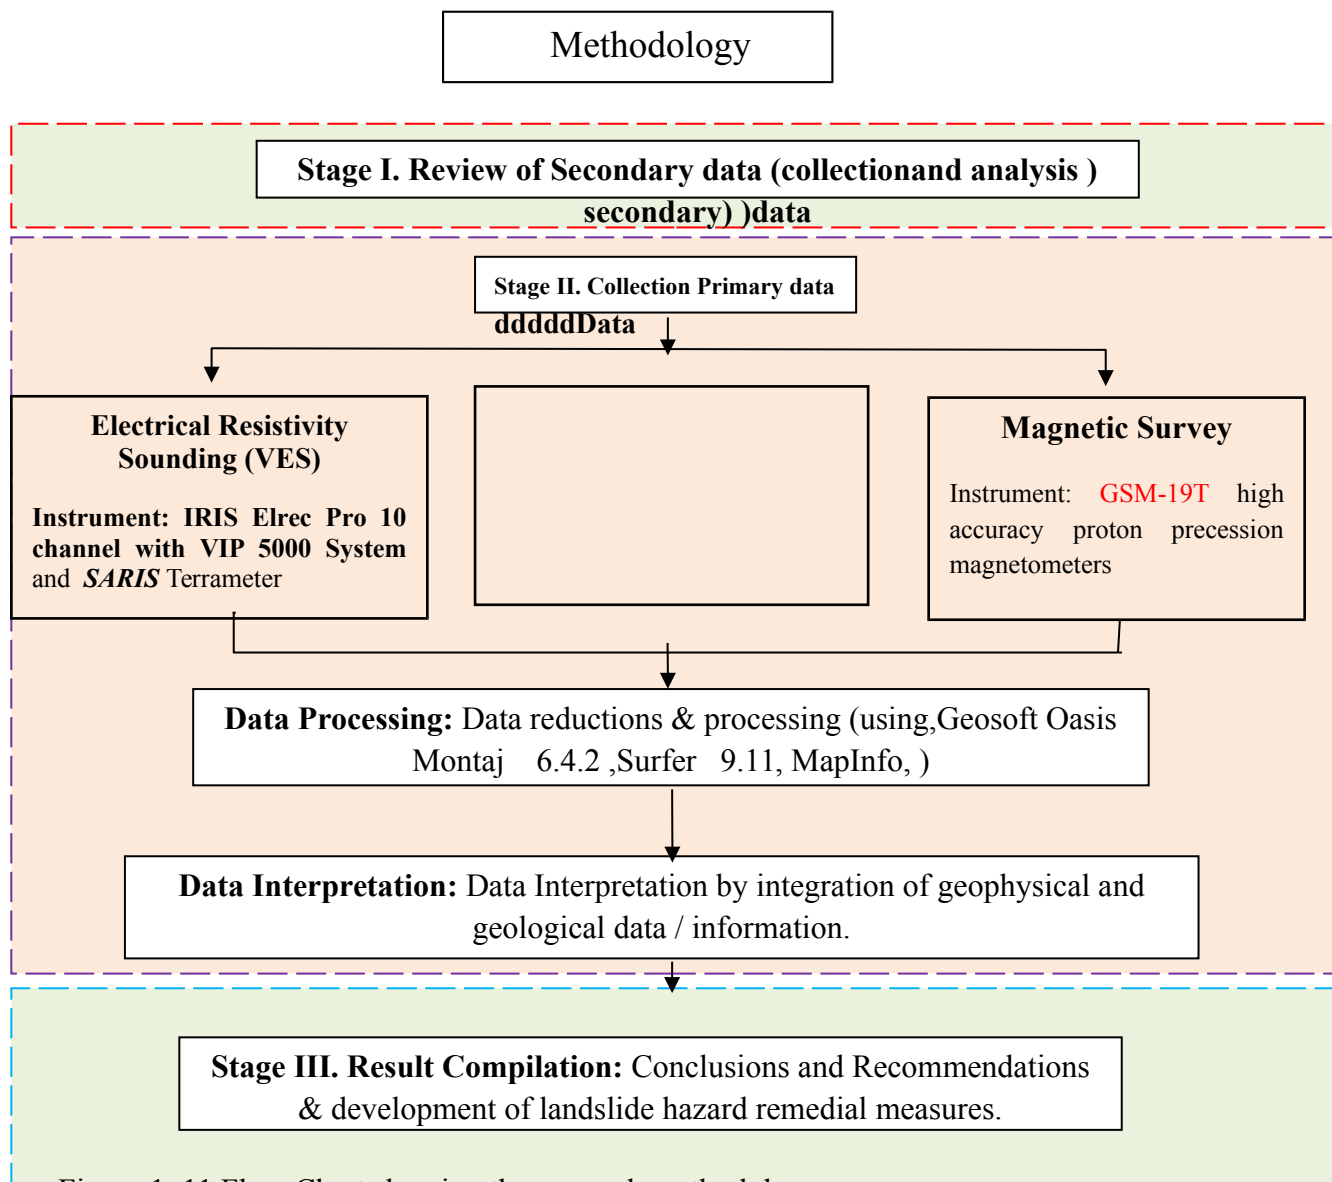 Methodology
Stage I. Review of Secondary data (collectionand analysis )
secondary) )data
Stage II. Collection Primary data
dddddData
Electrical Resistivity
Sounding (VES)
Instrument: IRIS Elrec Pro 10
channel with VIP 5000 System
and SARIS Terrameter
Magnetic Survey
Instrument: GSM-19T high
accuracy proton precession
magnetometers
Data Processing: Data reductions & processing (using,Geosoft Oasis
Montaj 6.4.2 ,Surfer 9.11, MapInfo, )
Data Interpretation: Data Interpretation by integration of geophysical and
geological data / information.
Stage III. Result Compilation: Conclusions and Recommendations
& development of landslide hazard remedial measures.